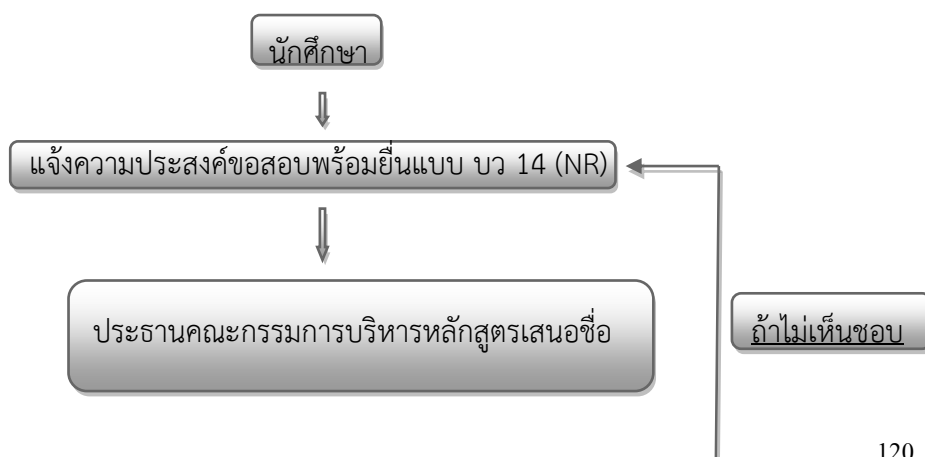 นักศึกษา
แจ้งความประสงค์ขอสอบพร้อมยื่นแบบ บว 14 (NR)
ประธานคณะกรรมการบริหารหลักสูตรเสนอชื่อ
ถ้าไม่เห็นชอบ
120